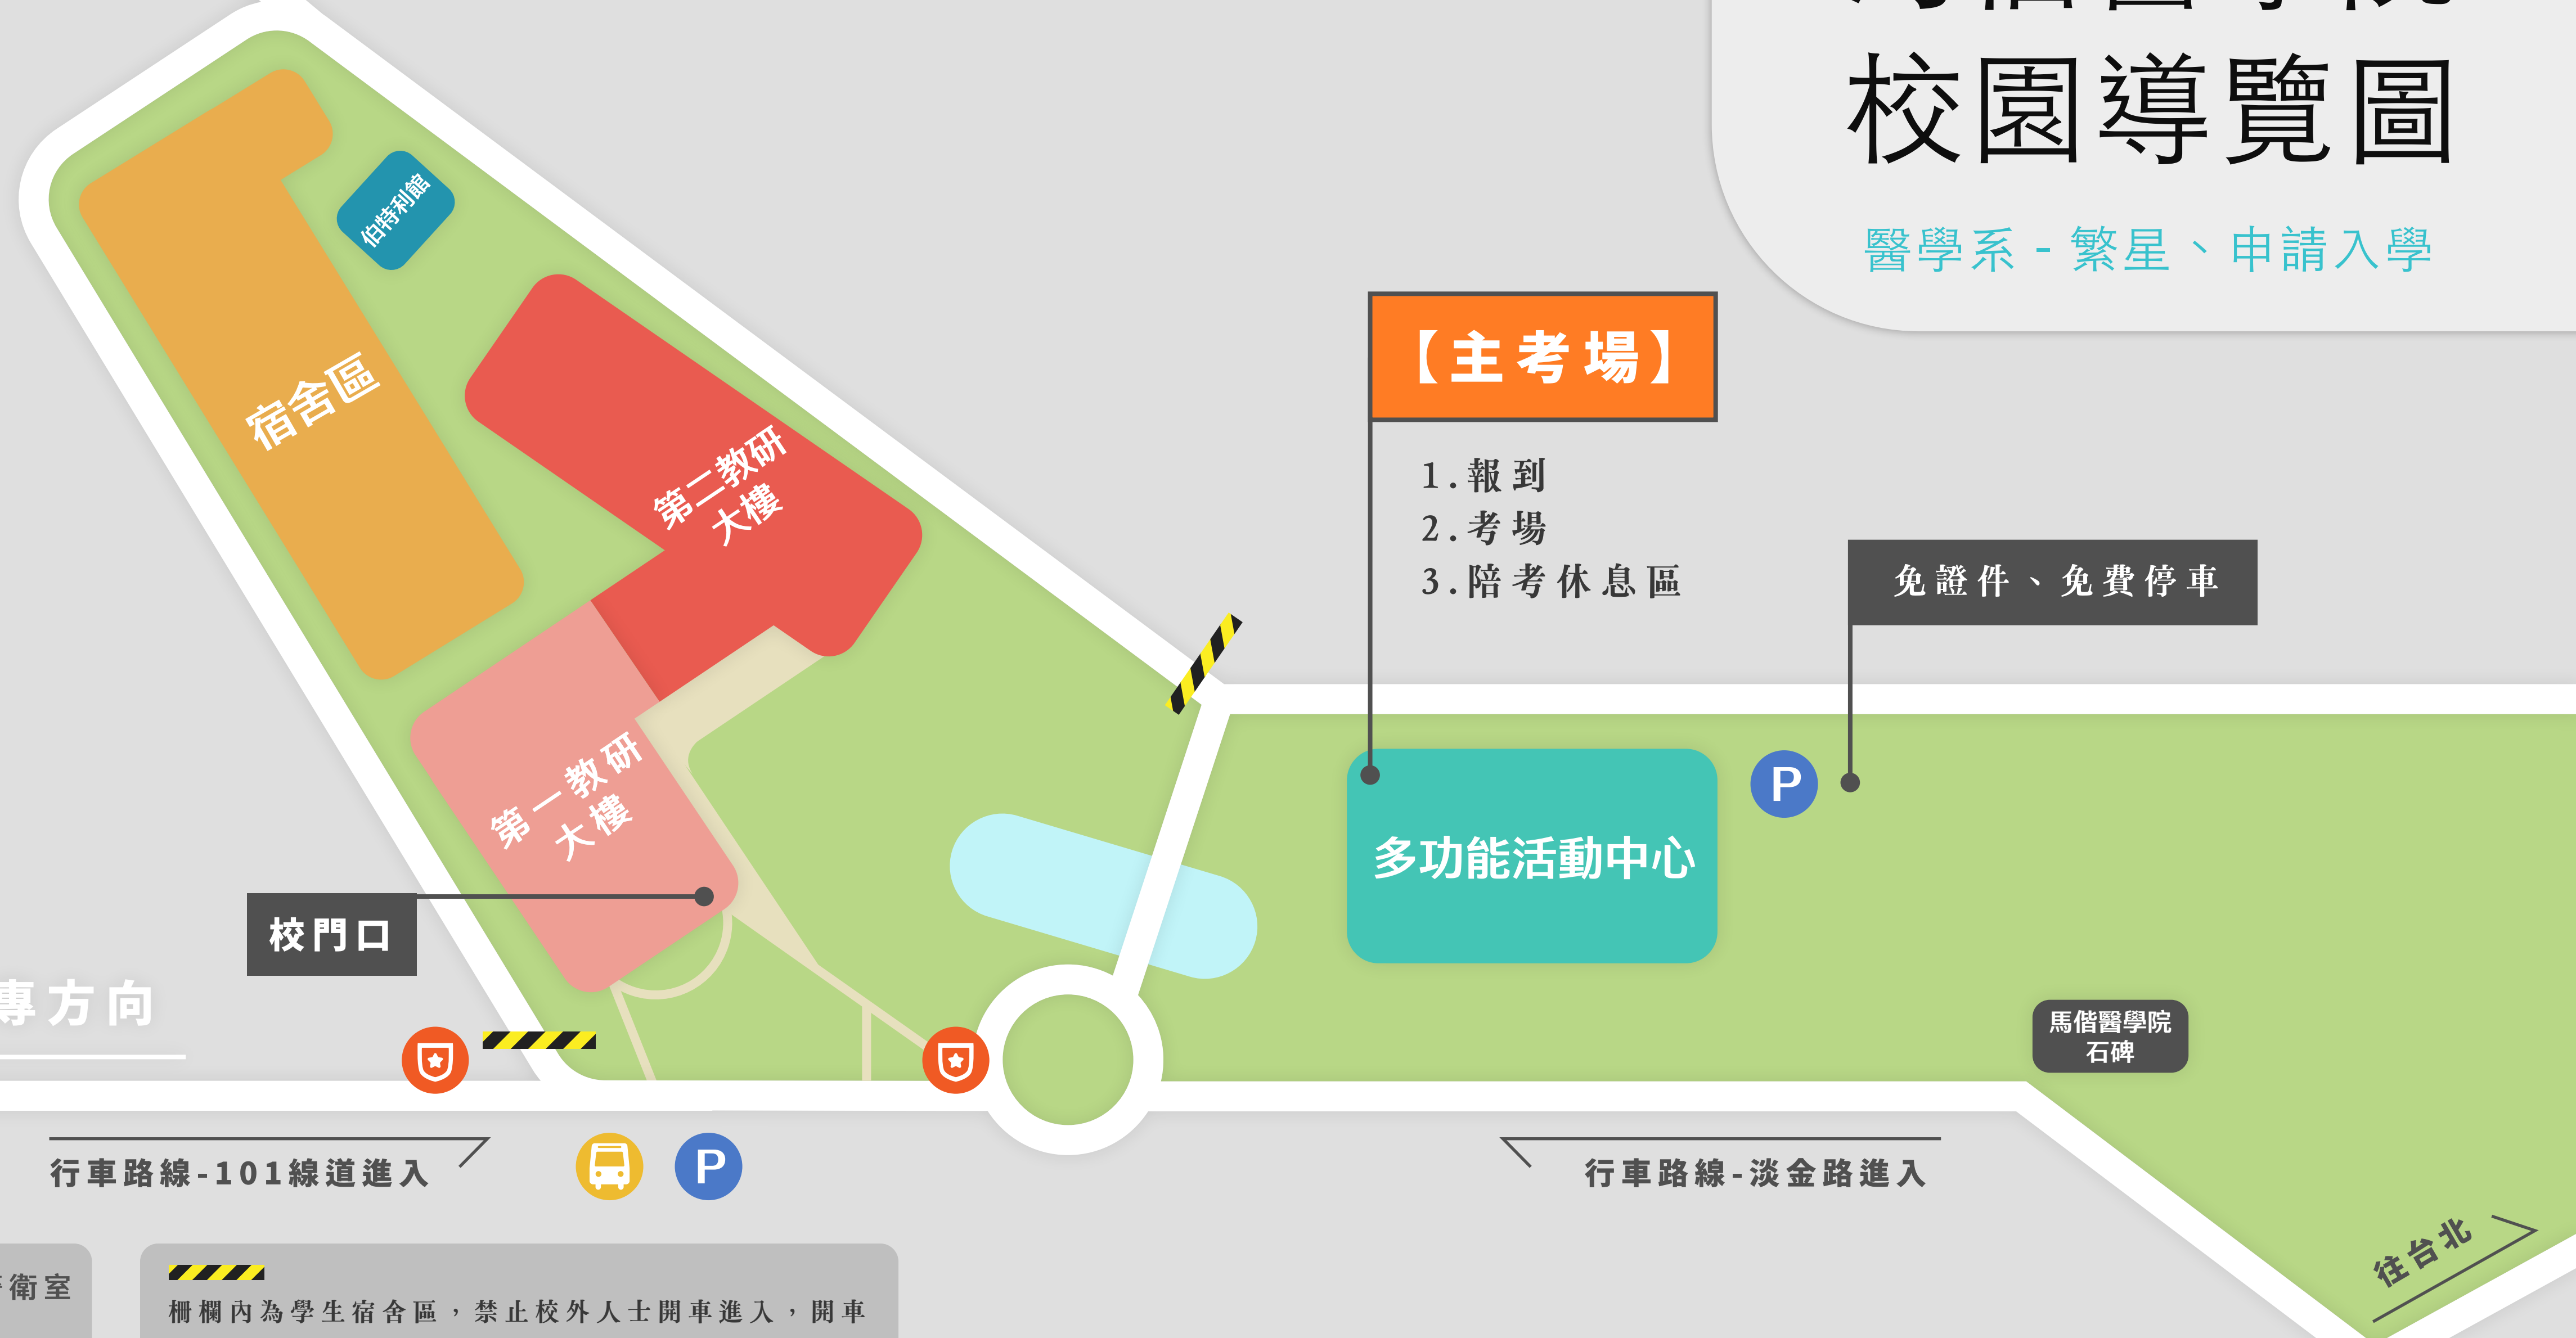 校園導覽圖
醫學系-繁星、申請入學
伯特利館
宿舍區
第二教研
大樓
【主考場】
1.報到
2.考場
3.陪考休息區
免證件、免費停車
第一教研
大樓
P
多功能活動中心
校門口
專方向
馬偕醫學院
石碑
行車路線-101線道進入
P
行車路線-淡金路進入
往台北
衛室
柵欄內為學生宿舍區，禁止校外人士開車進入，開車